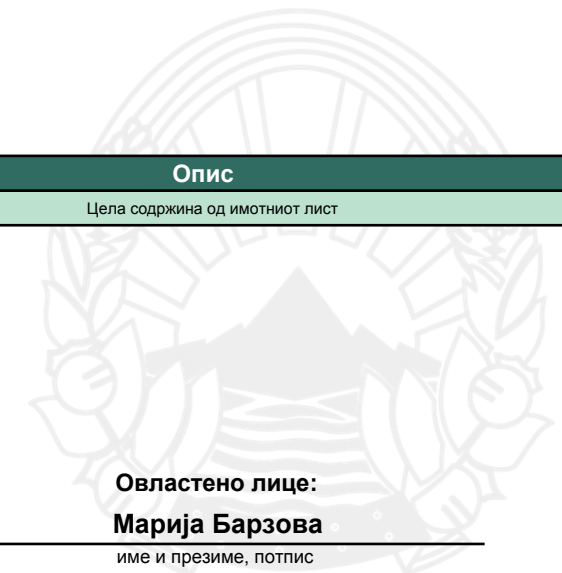 Опис
Цела содржина од имотниот лист
Овластено лице:
Марија Барзова
име и презиме, потпис